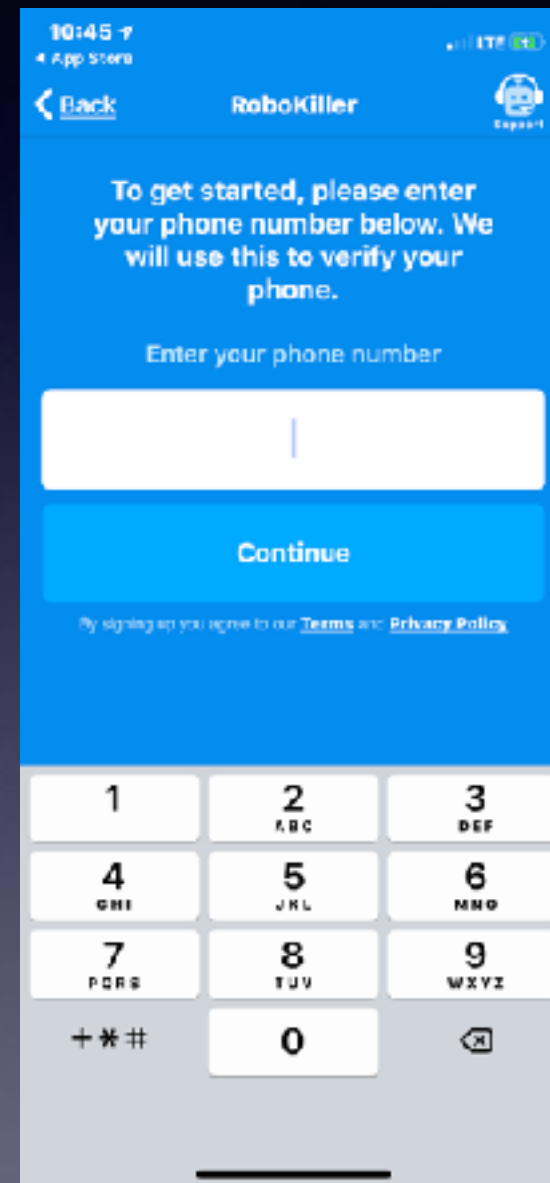 10:45
App Store
LTE
Back
RoboKiller
Support
To get started, please enter
your phone number below. We
will use this to verify your
phone.
Enter your phone number
Continue
By signing up you agree to our Terms and Privacy Policy
1
2
ABC
3
DEF
4
GHI
5
JKL
6
MNO
7
PQRS
8
TUV
9
WXYZ
+*#
0